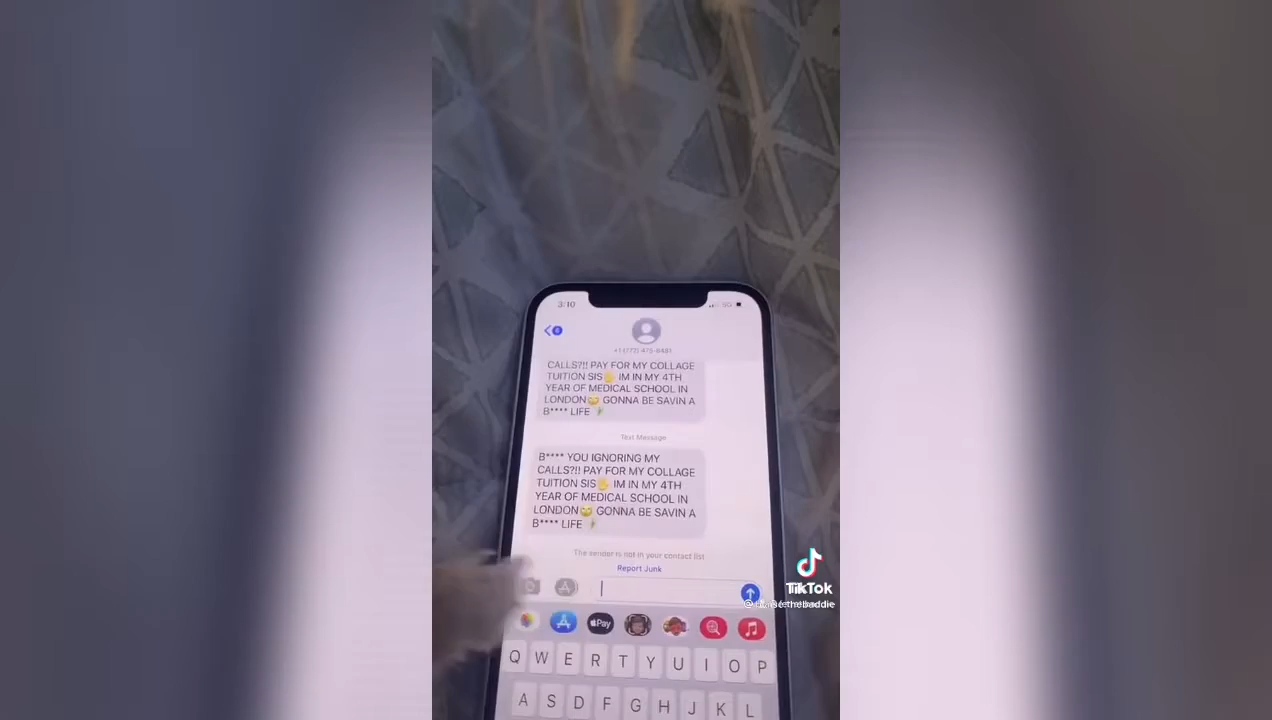 3:10
CALLS?!! PAY FOR MY COLLAGE
TUITION SIS✋ IM IN MY 4TH
YEAR OF MEDICAL SCHOOL IN
LONDON GONNA BE SAVIN A
B**** LIFE
Text Message
B**** YOU IGNORING MY
CALLS?!! PAY FOR MY COLLAGE
TUITION SIS✋ IM IN MY 4TH
YEAR OF MEDICAL SCHOOL IN
LONDON GONNA BE SAVIN A
B**** LIFE
The sender is not in your contact list
Report Junk
TikTok
Pay
Q W E R T Y U I O P
A S D F G H J K L